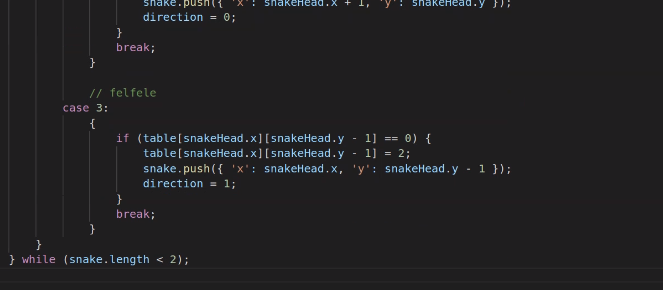 snake.push({ 'x': snakeHead.x + 1, 'y': snakeHead.y });
direction = 0;
}
break;
}
// felfele
case 3:
{
if (table[snakeHead.x][snakeHead.y - 1] == 0) {
table[snakeHead.x][snakeHead.y - 1] = 2;
snake.push({ 'x': snakeHead.x, 'y': snakeHead.y - 1 });
direction = 1;
}
break;
}
}
} while (snake.length < 2);